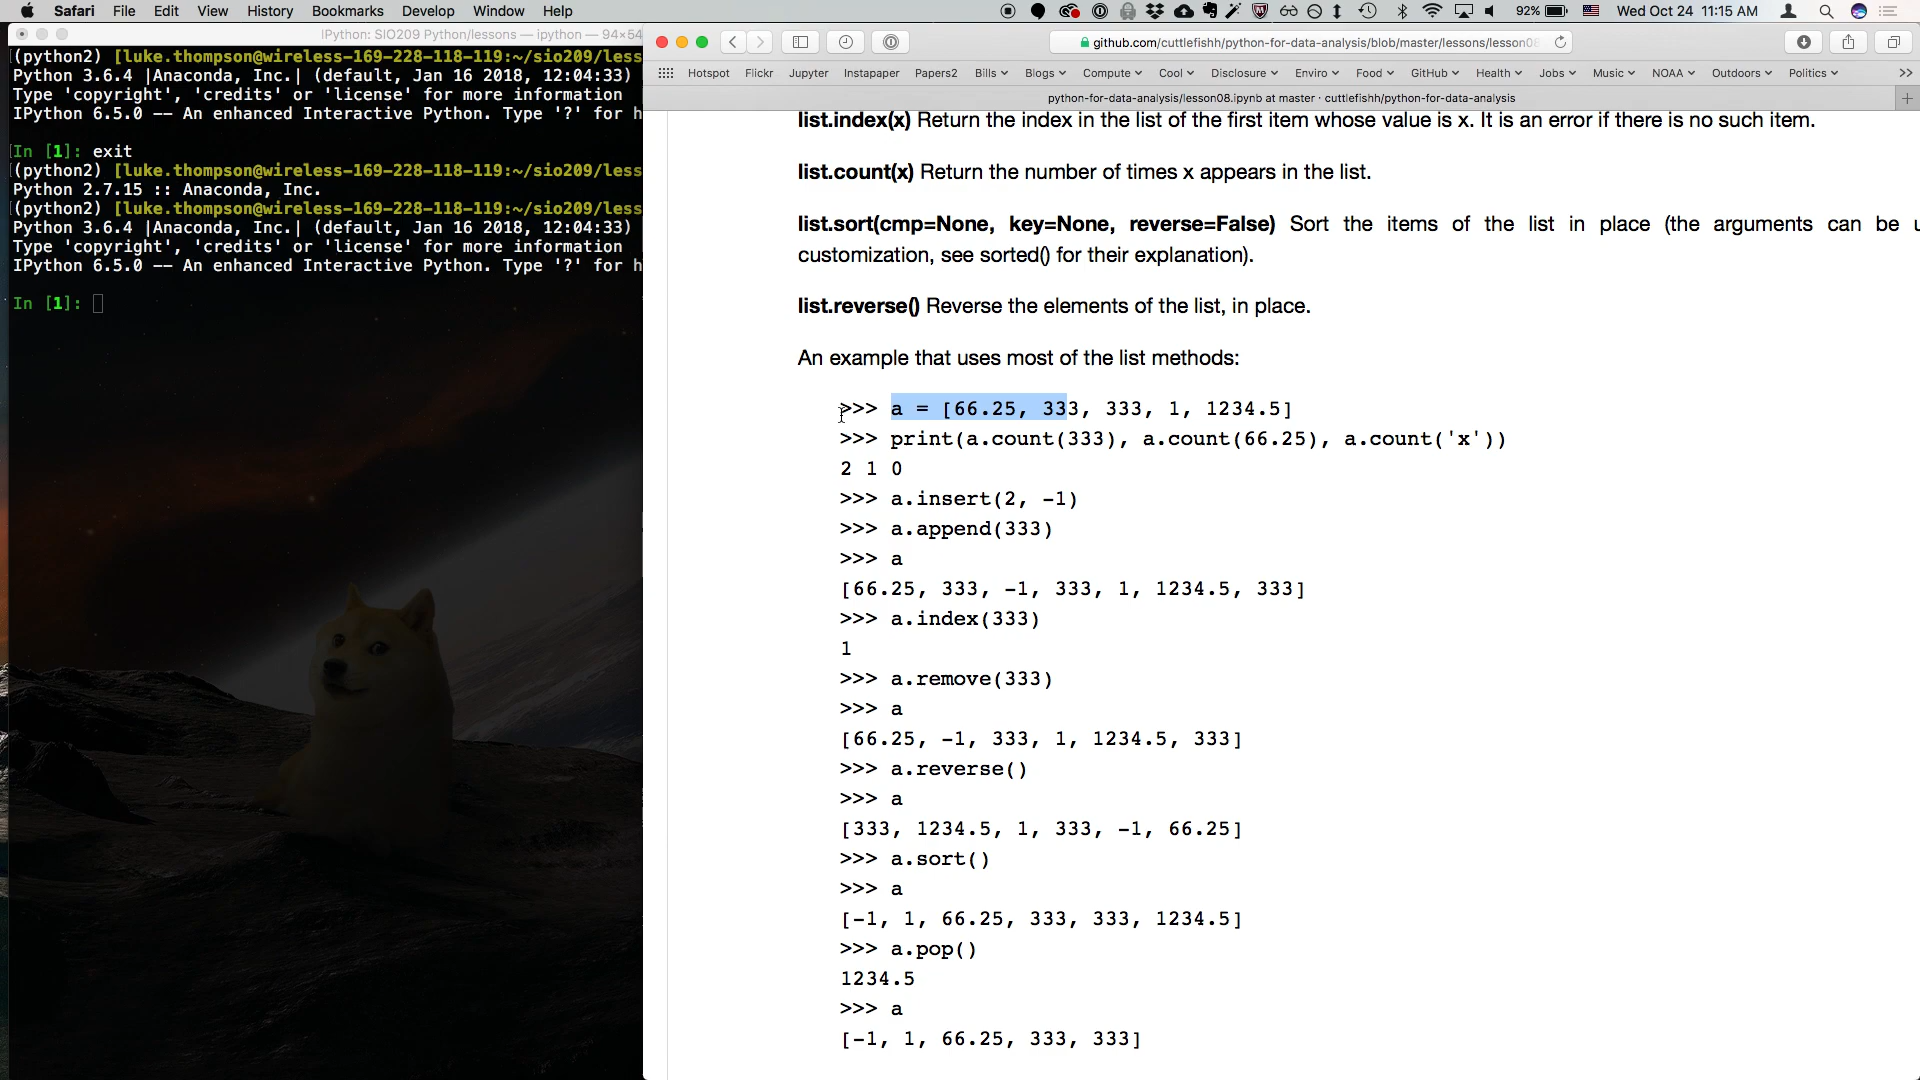 Safari File Edit View History Bookmarks Develop Window Help 92% Wed Oct 24 11:15 AM
IPython: SIO209 Python/lessons — ipython — 94×54
(python2) [luke.thompson@wireless-169-228-118-119:~/sio209/less
Python 3.6.4 |Anaconda, Inc.| (default, Jan 16 2018, 12:04:33)
Type 'copyright', 'credits' or 'license' for more information
IPython 6.5.0 -- An enhanced Interactive Python. Type '?' for h
In [1]: exit
(python2) [luke.thompson@wireless-169-228-118-119:~/sio209/less
Python 2.7.15 :: Anaconda, Inc.
(python2) [luke.thompson@wireless-169-228-118-119:~/sio209/less
Python 3.6.4 |Anaconda, Inc.| (default, Jan 16 2018, 12:04:33)
Type 'copyright', 'credits' or 'license' for more information
IPython 6.5.0 -- An enhanced Interactive Python. Type '?' for h
In [1]:
github.com/cuttlefishh/python-for-data-analysis/blob/master/lessons/lesson08
Hotspot Flickr Jupyter Instapaper Papers2 Bills Blogs Compute Cool Disclosure Enviro Food GitHub Health Jobs Music NOAA Outdoors Politics >>
python-for-data-analysis/lesson08.ipynb at master · cuttlefishh/python-for-data-analysis
list.index(x) Return the index in the list of the first item whose value is x. It is an error if there is no such item.
list.count(x) Return the number of times x appears in the list.
list.sort(cmp=None, key=None, reverse=False) Sort the items of the list in place (the arguments can be u
customization, see sorted() for their explanation).
list.reverse() Reverse the elements of the list, in place.
An example that uses most of the list methods:
>>> a = [66.25, 333, 333, 1, 1234.5]
>>> print(a.count(333), a.count(66.25), a.count('x'))
2 1 0
>>> a.insert(2, -1)
>>> a.append(333)
>>> a
[66.25, 333, -1, 333, 1, 1234.5, 333]
>>> a.index(333)
1
>>> a.remove(333)
>>> a
[66.25, -1, 333, 1, 1234.5, 333]
>>> a.reverse()
>>> a
[333, 1234.5, 1, 333, -1, 66.25]
>>> a.sort()
>>> a
[-1, 1, 66.25, 333, 333, 1234.5]
>>> a.pop()
1234.5
>>> a
[-1, 1, 66.25, 333, 333]